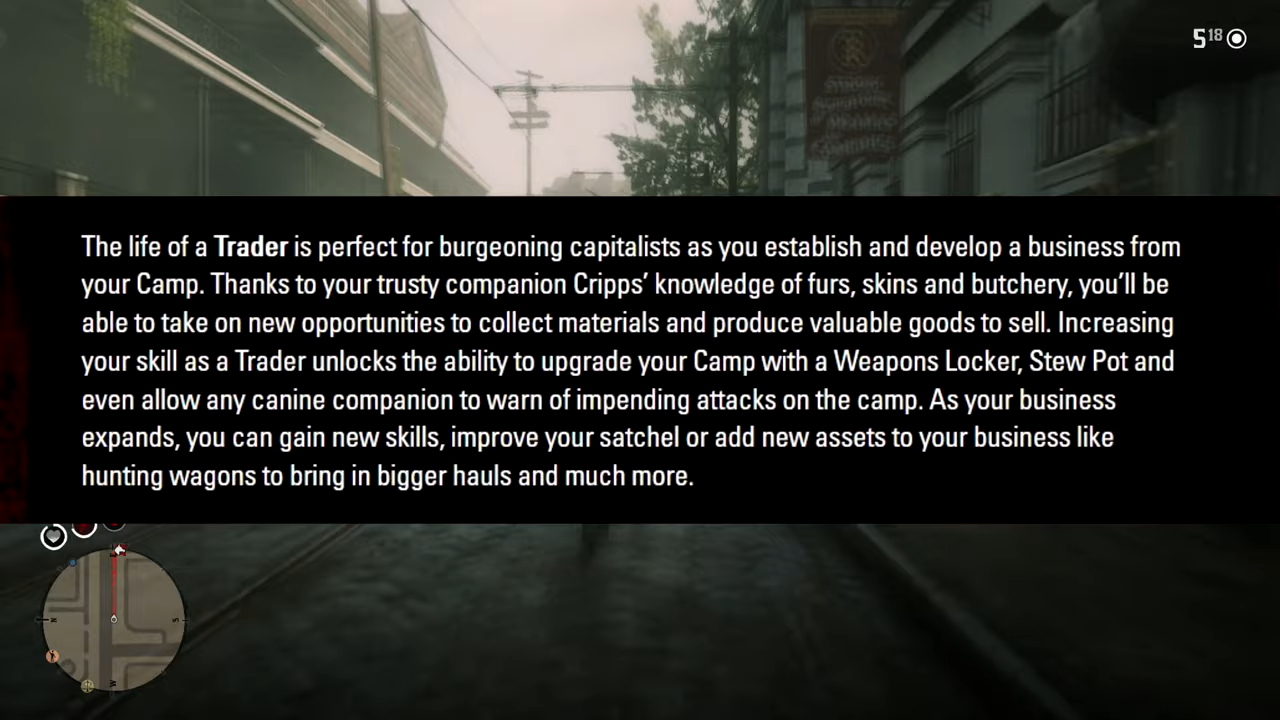 5 18
The life of a Trader is perfect for burgeoning capitalists as you establish and develop a business from
your Camp. Thanks to your trusty companion Cripps’ knowledge of furs, skins and butchery, you’ll be
able to take on new opportunities to collect materials and produce valuable goods to sell. Increasing
your skill as a Trader unlocks the ability to upgrade your Camp with a Weapons Locker, Stew Pot and
even allow any canine companion to warn of impending attacks on the camp. As your business
expands, you can gain new skills, improve your satchel or add new assets to your business like
hunting wagons to bring in bigger hauls and much more.
N
S
W